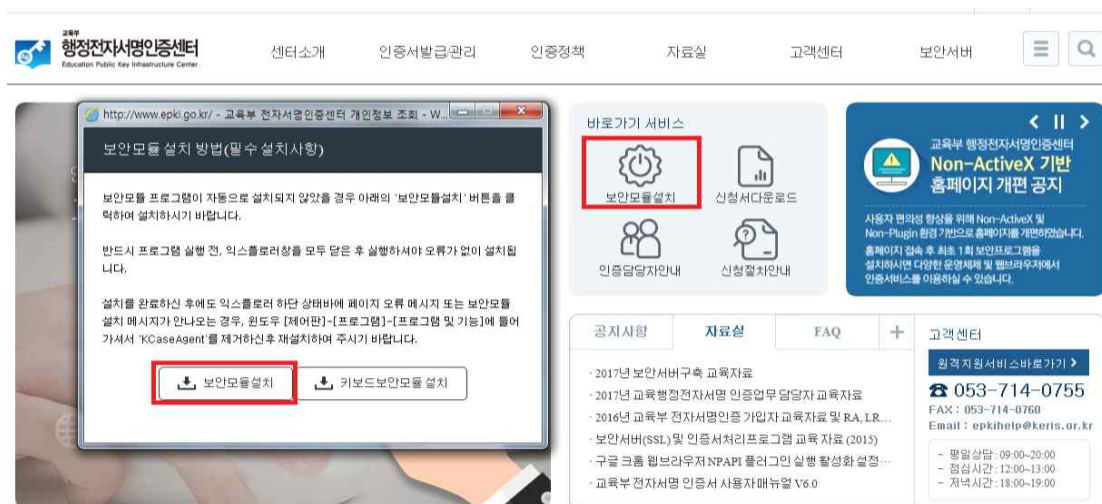 교육부
행정전자서명인증센터
Education Public Key Infrastructure Center
센터소개
인증서발급관리
인증정책
자료실
고객센터
보안서버
http://www.epki.go.kr/ - 교육부 전자서명인증센터 개인정보 조회 - W...
보안모듈 설치 방법(필수 설치사항)
보안모듈 프로그램이 자동으로 설치되지 않았을 경우 아래의 '보안모듈설치' 버튼을 클
릭하여 설치하시기 바랍니다.
반드시 프로그램 실행 전, 익스플로러창을 모두 닫은 후 실행하셔야 오류가 없이 설치됩
니다.
설치를 완료하신 후에도 익스플로러 하단 상태바에 페이지 오류 메시지 또는 보안모듈
설치 메시지가 안나오는 경우, 윈도우 [제어판]-[프로그램]-[프로그램 및 기능]에 들어
가셔서 'KCaseAgent'를 제거하신후 재설치하여 주시기 바랍니다.
보안모듈설치
키보드보안모듈 설치
바로가기 서비스
보안모듈설치
신청서다운로드
인증담당자안내
신청절차안내
교육부 행정전자서명인증센터
Non-ActiveX 기반
홈페이지 개편 공지
사용자 편의성 향상을 위해 Non-ActiveX 및
Non-Plugin 환경 기반으로 홈페이지를 개편하였습니다.
홈페이지 접속 후 최초 1회 보안프로그램을
설치하시면 다양한 운영체제 및 웹브라우저에서
인증서비스를 이용하실 수 있습니다.
공지사항
자료실
FAQ
· 2017년 보안서버구축 교육자료
· 2017년 교육행정전자서명 인증업무 담당자 교육자료
· 2016년 교육부 전자서명인증 가입자 교육자료 및 RA, LR...
· 보안서버(SSL) 및 인증서처리프로그램 교육 자료 (2015)
· 구글 크롬 웹브라우저 NPAPI 플러그인 실행 활성화 설정...
· 교육부 전자서명 인증서 사용자 매뉴얼 V6.0
고객센터
원격지원서비스바로가기
053-714-0755
FAX : 053-714-0760
Email : epkihelp@keris.or.kr
- 평일상담 : 09:00~20:00
- 점심시간 : 12:00~13:00
- 저녁시간 : 18:00~19:00